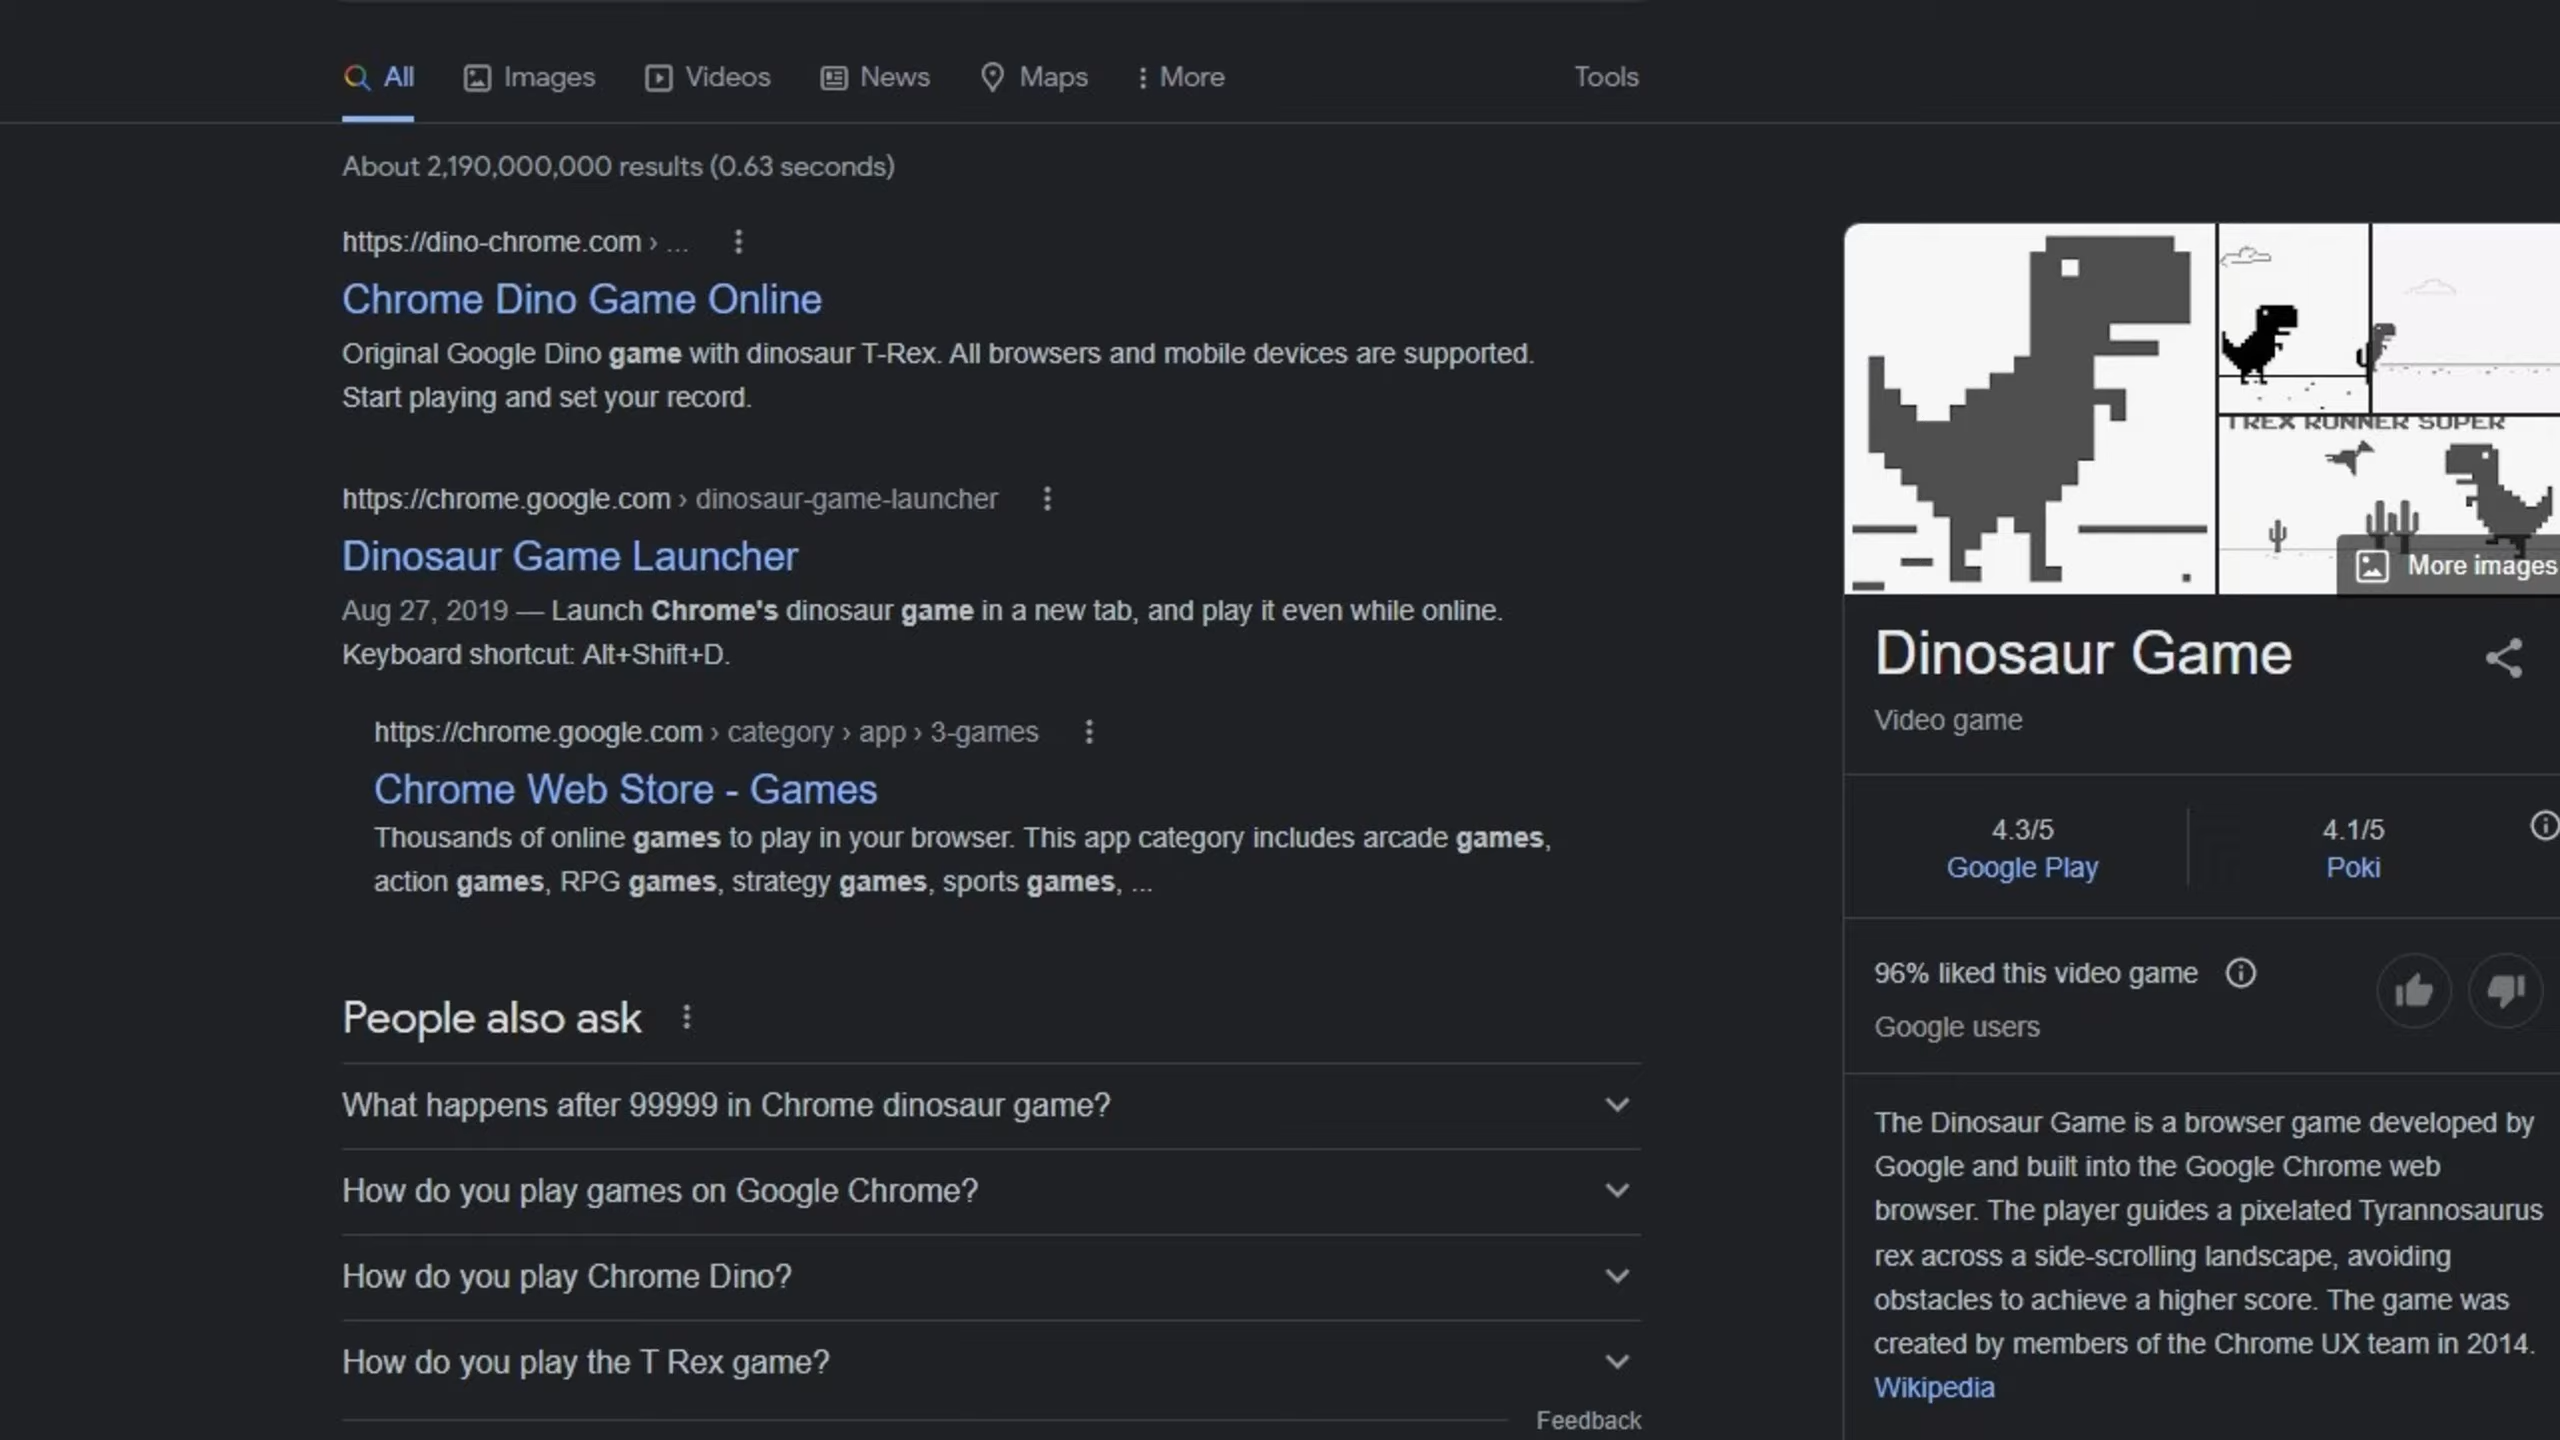 All
Images
Videos
News
Maps
More
Tools
About 2,190,000,000 results (0.63 seconds)
https://dino-chrome.com › ...
Chrome Dino Game Online
Original Google Dino game with dinosaur T-Rex. All browsers and mobile devices are supported.
Start playing and set your record.
https://chrome.google.com › dinosaur-game-launcher
Dinosaur Game Launcher
Aug 27, 2019 — Launch Chrome's dinosaur game in a new tab, and play it even while online.
Keyboard shortcut: Alt+Shift+D.
https://chrome.google.com › category › app › 3-games
Chrome Web Store - Games
Thousands of online games to play in your browser. This app category includes arcade games,
action games, RPG games, strategy games, sports games, ...
People also ask
What happens after 99999 in Chrome dinosaur game?
How do you play games on Google Chrome?
How do you play Chrome Dino?
How do you play the T Rex game?
Feedback
TREX RUNNER SUPER
More images
Dinosaur Game
Video game
4.3/5
Google Play
4.1/5
Poki
96% liked this video game
Google users
The Dinosaur Game is a browser game developed by
Google and built into the Google Chrome web
browser. The player guides a pixelated Tyrannosaurus
rex across a side-scrolling landscape, avoiding
obstacles to achieve a higher score. The game was
created by members of the Chrome UX team in 2014.
Wikipedia